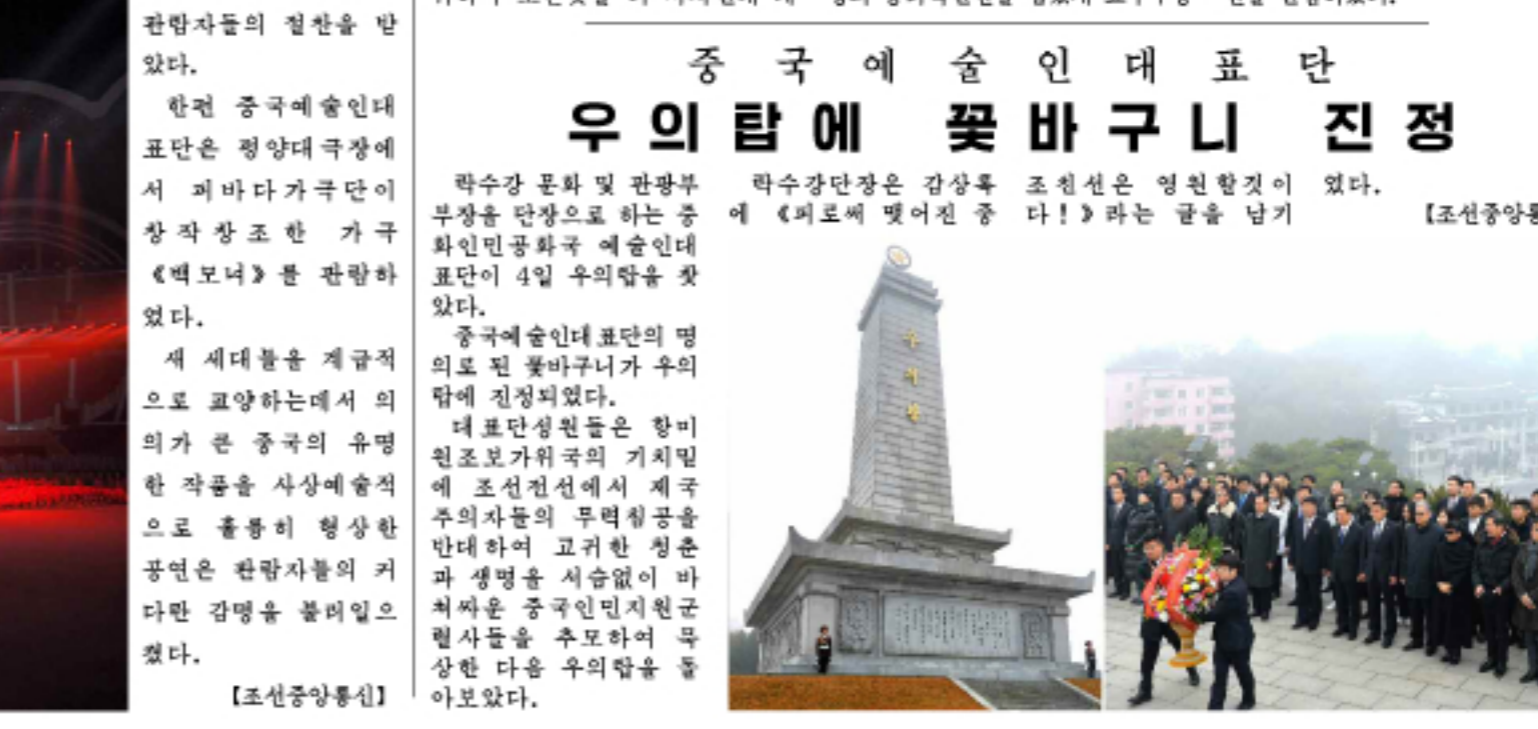 관람자들의 절찬을 받
았다.
한편 중국예술인대
표단은 평양대극장에
서 피바다가극단이
창작창조한 가극
《백모녀》를 관람하
였다.
새 세대들을 계급적
으로 교양하는데서 의
의가 큰 중국의 유명
한 작품을 사상예술적
으로 훌륭히 형상한
공연은 관람자들의 커
다란 감명을 불러일으
켰다.
【조선중앙통신】
중국예술인대표단
우의탑에 꽃바구니 진정
락수강 문화 및 관광부
부장을 단장으로 하는 중
화인민공화국 예술인대
표단이 4일 우의탑을 찾
았다.
중국예술인대표단의 명
의로 된 꽃바구니가 우의
탑에 진정되였다.
대표단성원들은 항미
원조보가위국의 기치밑
에 조선전선에서 제국
주의자들의 무력침공을
반대하여 고귀한 청춘
과 생명을 서슴없이 바
쳐싸운 중국인민지원군
렬사들을 추모하여 묵
상한 다음 우의탑을 돌
아보았다.
락수강단장은 감상록
에 《피로써 맺어진 중
조친선은 영원할것이
다!》라는 글을 남기
였다.
【조선중앙통
우의탑